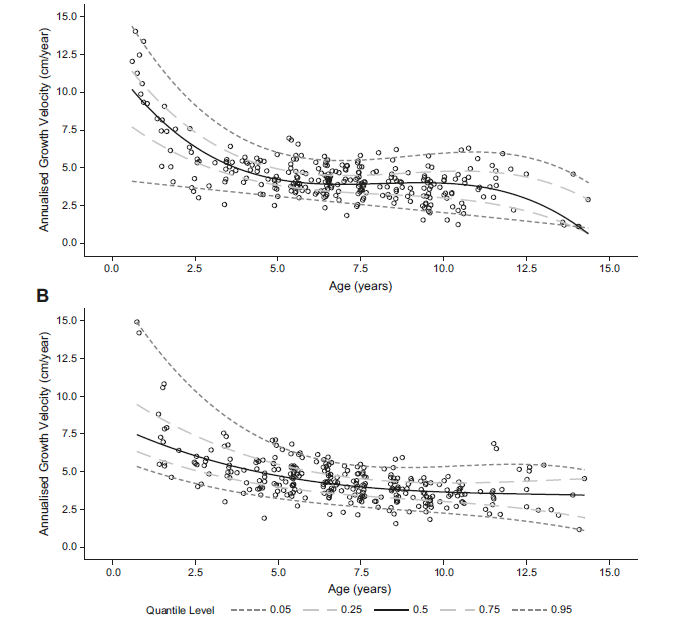 Annualised Growth Velocity (cm/year)
15.0
12.5
10.0
7.5
5.0
2.5
0.0
0.0 2.5 5.0 7.5 10.0 12.5 15.0
Age (years)
B
Annualised Growth Velocity (cm/year)
15.0
12.5
10.0
7.5
5.0
2.5
0.0
0.0 2.5 5.0 7.5 10.0 12.5 15.0
Age (years)
Quantile Level 0.05 0.25 0.5 0.75 0.95